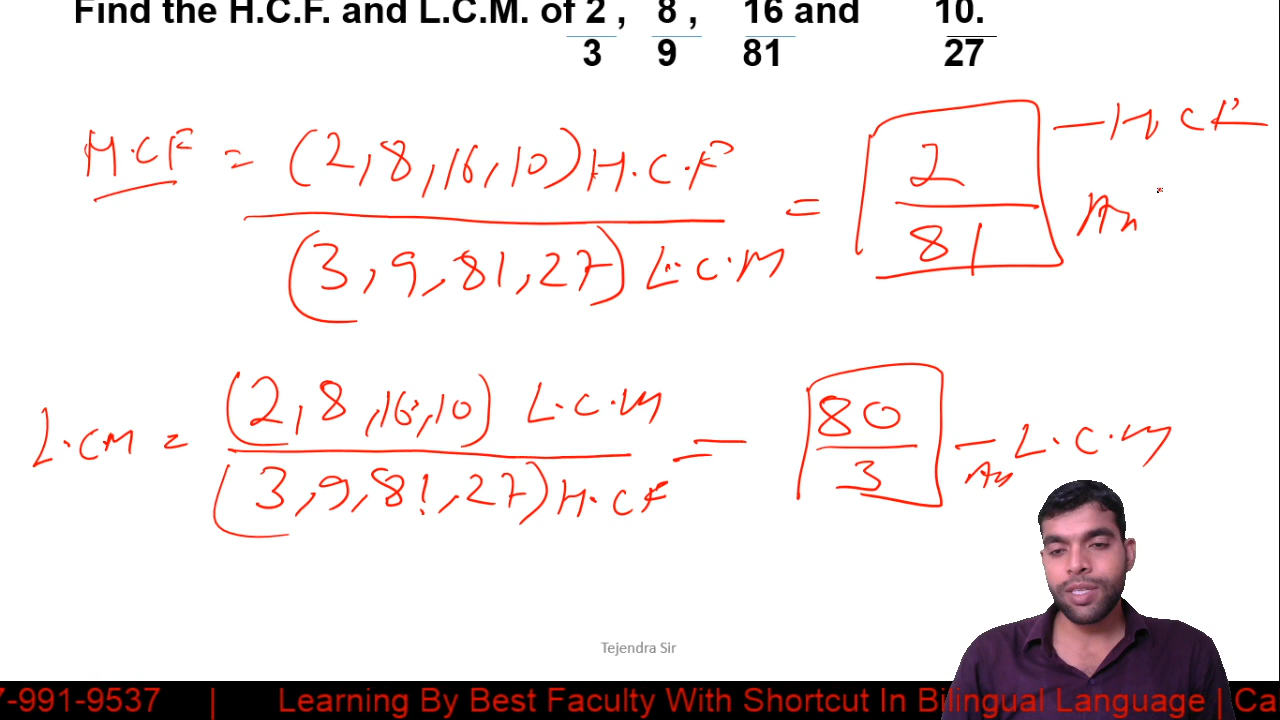 Find the H.C.F. and L.C.M. of 2 , 8 , 16 and 10.
3 9 81 27
H.C.F = (2,8,16,10) H.C.F = 2 - H.C.F
(3,9,81,27) L.C.M 81 An
L.CM = (2,8,16,10) L.C.M = 80 - L.C.M
(3,9,81,27) H.CF 3 An
Tejendra Sir
7-991-9537 | Learning By Best Faculty With Shortcut In Bilingual Language | Ca